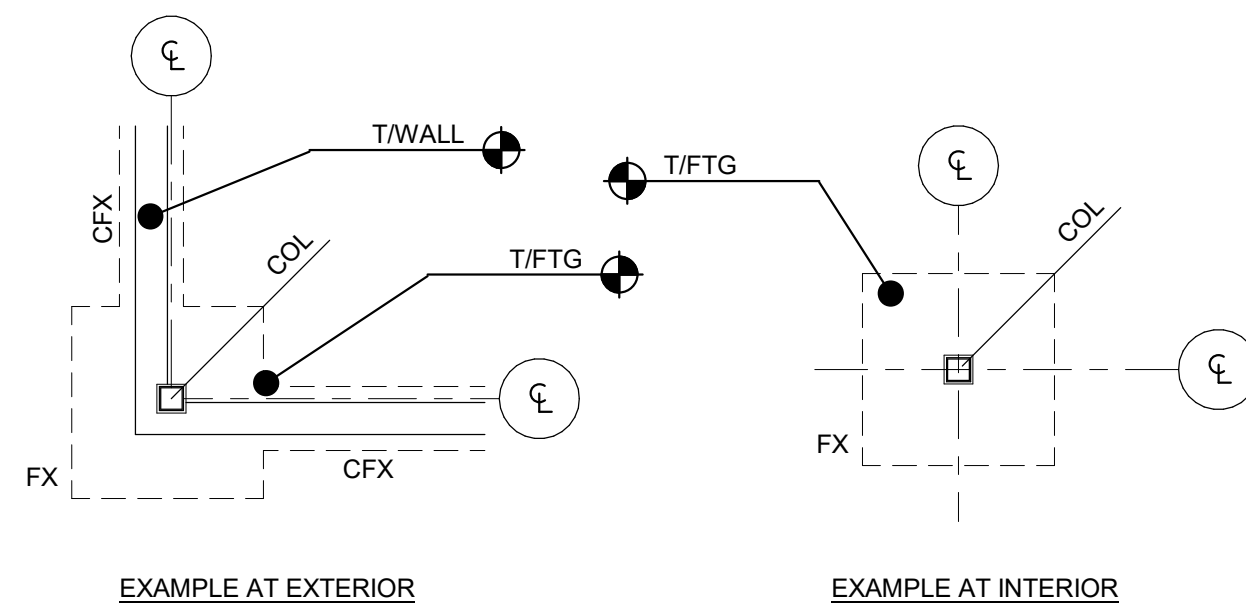 ℄
T/WALL
CFX
COL
T/FTG
℄
FX
CFX
EXAMPLE AT EXTERIOR
T/FTG
℄
COL
℄
FX
EXAMPLE AT INTERIOR